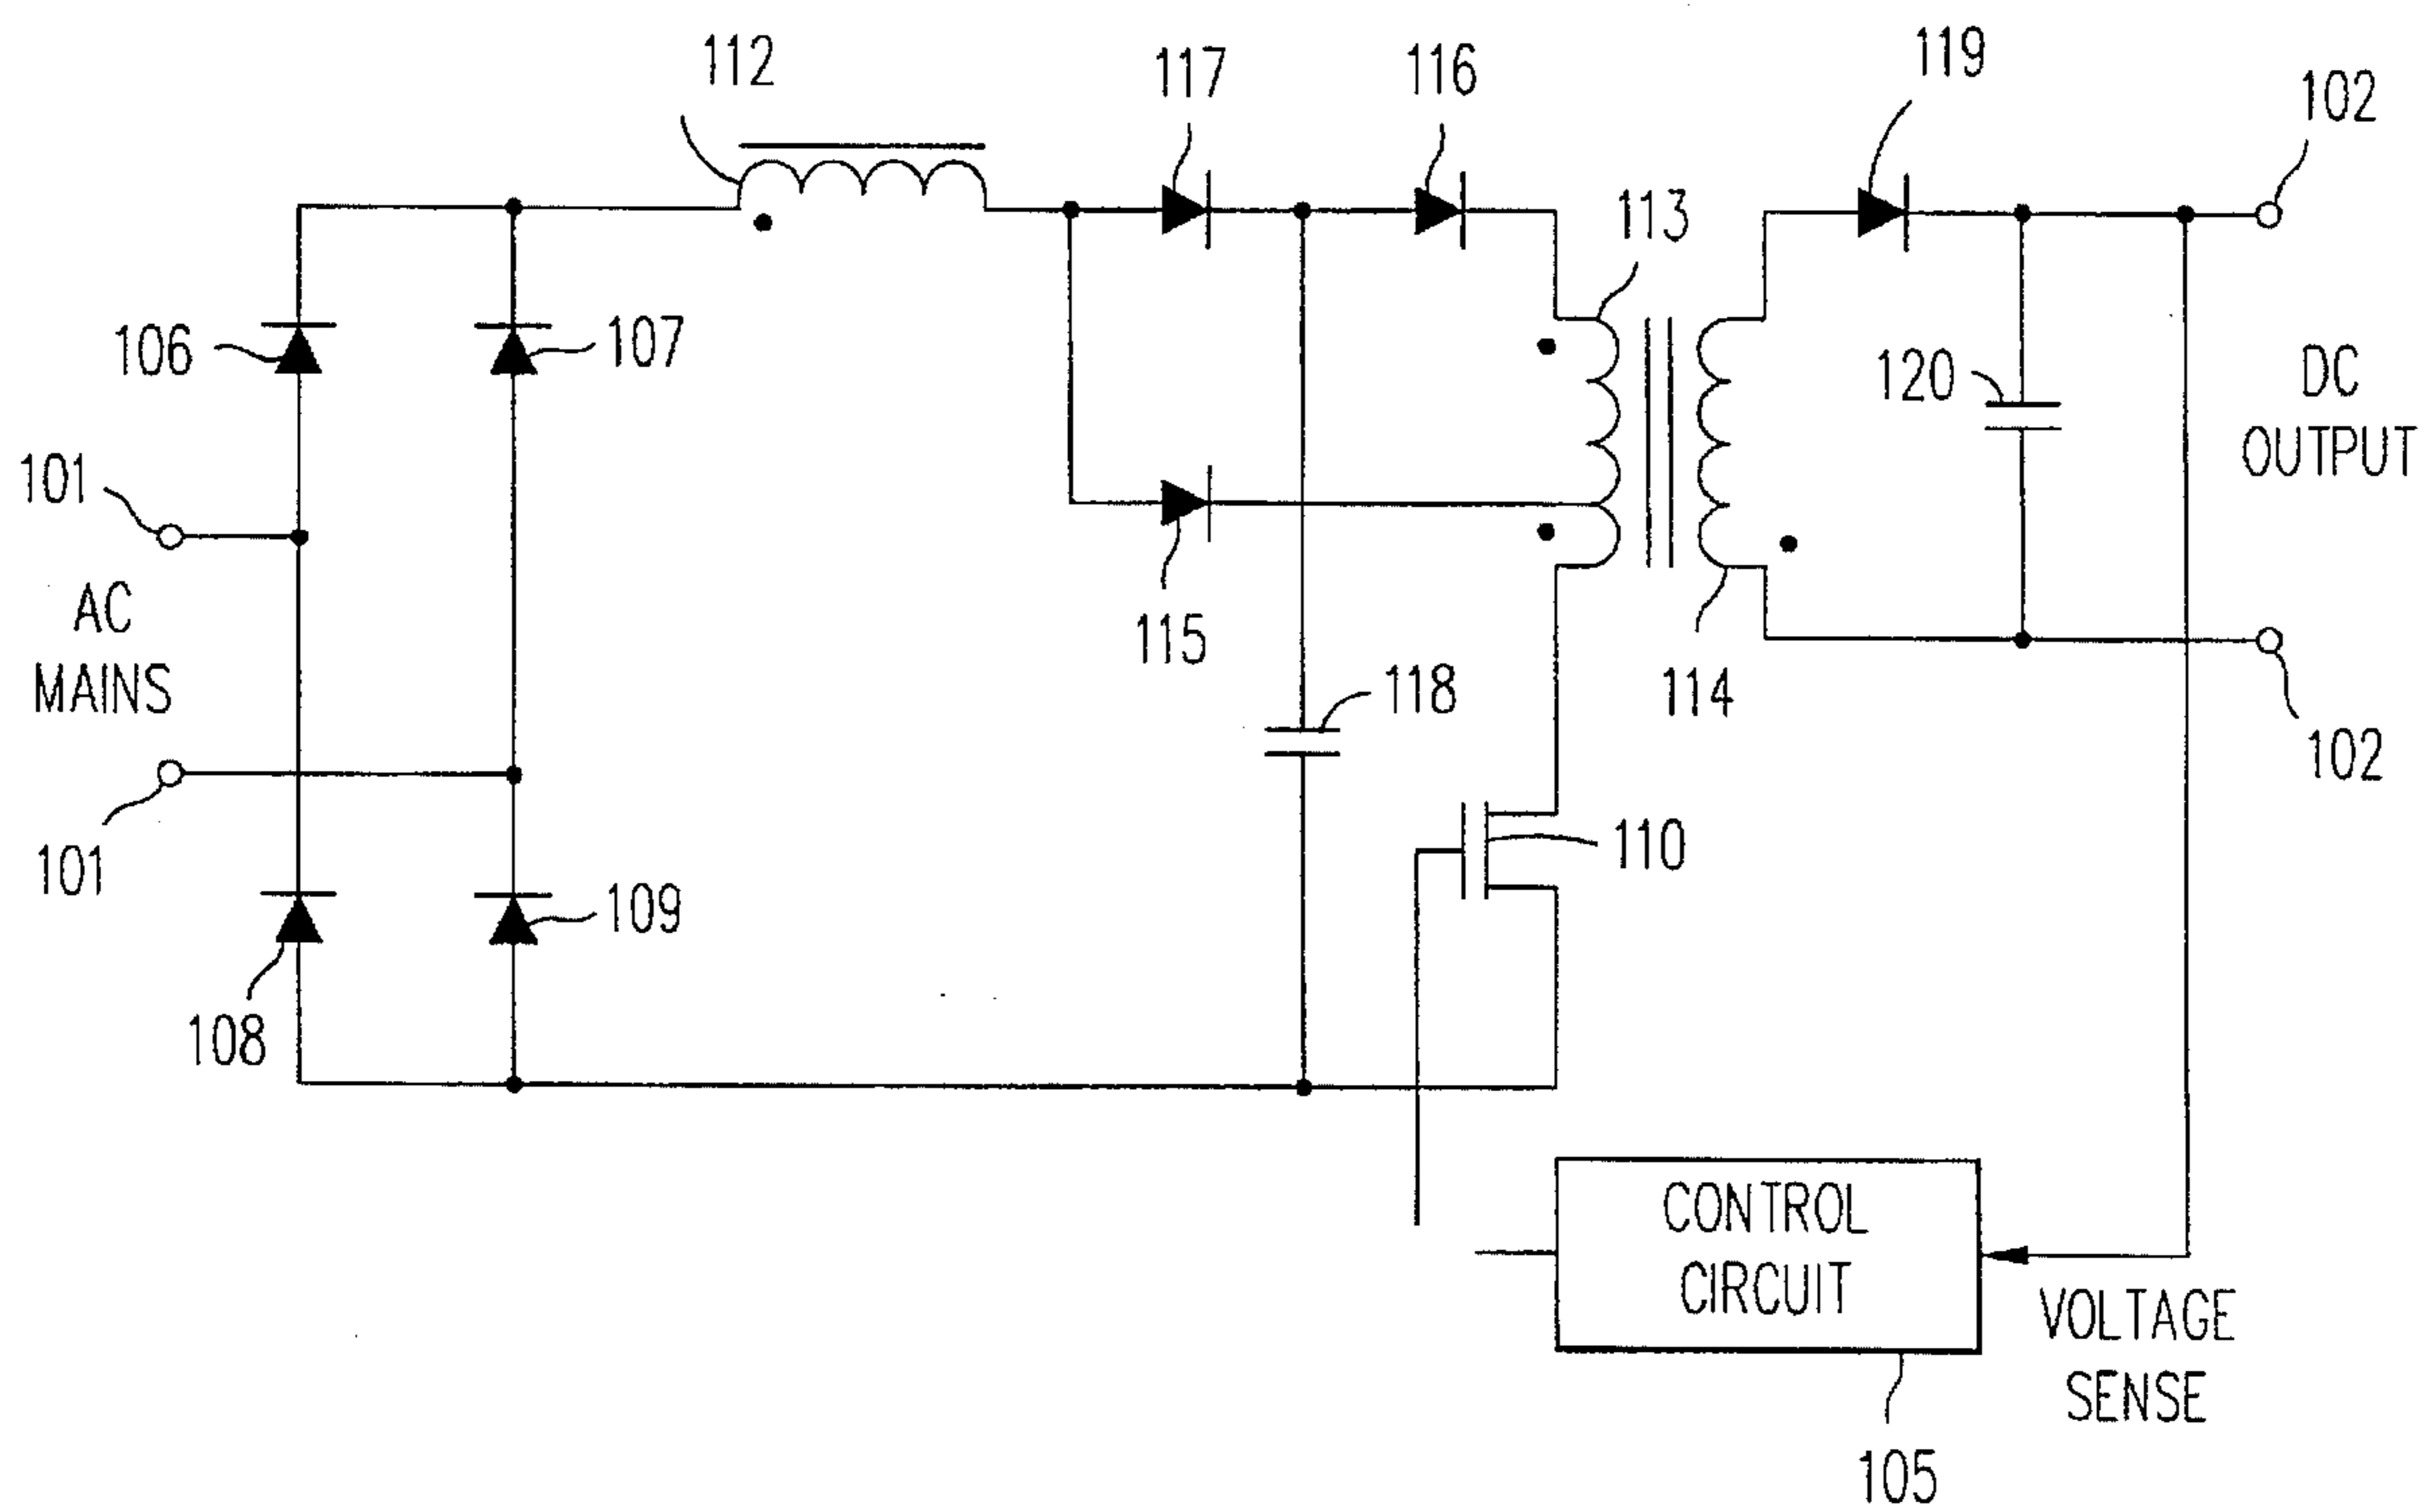 112
117
116
119
102
113
106
107
120
DC
OUTPUT
101
AC
MAINS
115
118
114
102
101
110
109
108
CONTROL
CIRCUIT
VOLTAGE
SENSE
105